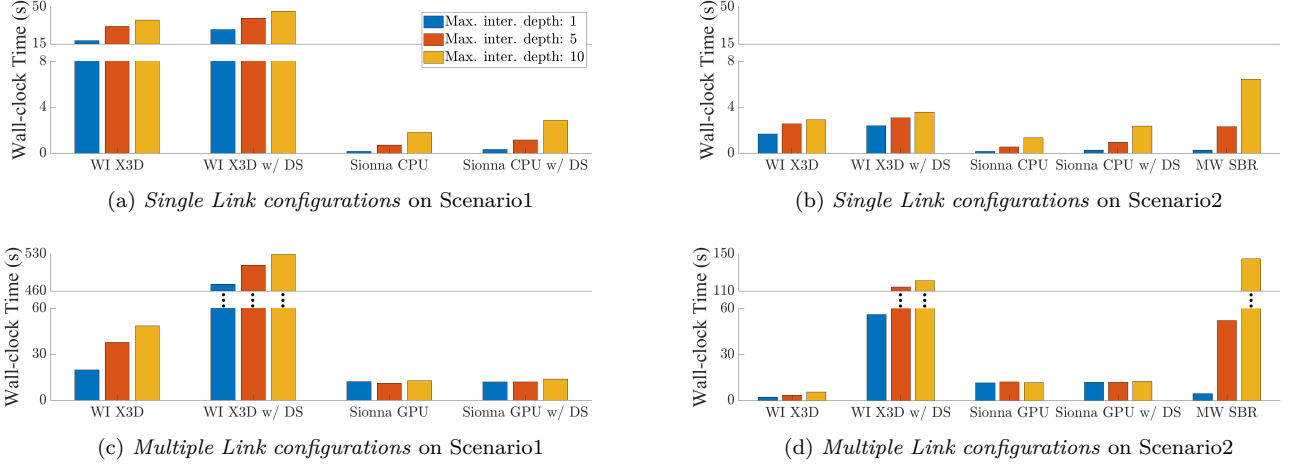 Wall-clock Time (s)
50
15
8
4
0
Max. inter. depth: 1
Max. inter. depth: 5
Max. inter. depth: 10
WI X3D
WI X3D w/ DS
Sionna CPU
Sionna CPU w/ DS
(a) Single Link configurations on Scenario1
Wall-clock Time (s)
50
15
8
4
0
WI X3D
WI X3D w/ DS
Sionna CPU
Sionna CPU w/ DS
MW SBR
(b) Single Link configurations on Scenario2
Wall-clock Time (s)
530
460
60
30
0
WI X3D
WI X3D w/ DS
Sionna GPU
Sionna GPU w/ DS
(c) Multiple Link configurations on Scenario1
Wall-clock Time (s)
150
110
60
30
0
WI X3D
WI X3D w/ DS
Sionna GPU
Sionna GPU w/ DS
MW SBR
(d) Multiple Link configurations on Scenario2